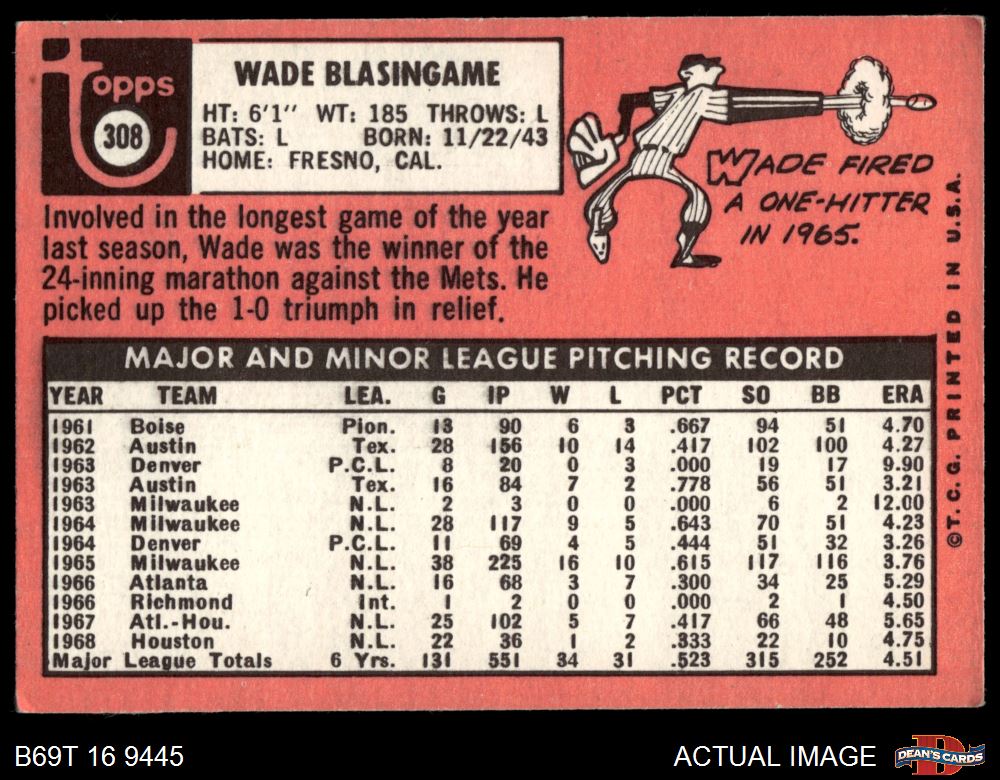 topps
308
WADE BLASINGAME
HT: 6'1" WT: 185 THROWS: L
BATS: L BORN: 11/22/43
HOME: FRESNO, CAL.
WADE FIRED
A ONE-HITTER
IN 1965.
Involved in the longest game of the year
last season, Wade was the winner of the
24-inning marathon against the Mets. He
picked up the 1-0 triumph in relief.
MAJOR AND MINOR LEAGUE PITCHING RECORD
YEAR TEAM LEA. G IP W L PCT SO BB ERA
1961 Boise Pion. 13 90 6 3 .667 94 51 4.70
1962 Austin Tex. 28 156 10 14 .417 102 100 4.27
1963 Denver P.C.L. 8 20 0 3 .000 19 17 9.90
1963 Austin Tex. 16 84 7 2 .778 56 51 3.21
1963 Milwaukee N.L. 2 3 0 0 .000 6 2 12.00
1964 Milwaukee N.L. 28 117 9 5 .643 70 51 4.23
1964 Denver P.C.L. 11 69 4 5 .444 51 32 3.26
1965 Milwaukee N.L. 38 225 16 10 .615 117 116 3.76
1966 Atlanta N.L. 16 68 3 7 .300 34 25 5.29
1966 Richmond Int. 1 2 0 0 .000 2 1 4.50
1967 Atl.-Hou. N.L. 25 102 5 7 .417 66 48 5.65
1968 Houston N.L. 22 36 1 2 .333 22 10 4.75
Major League Totals 6 Yrs. 131 551 34 31 .523 315 252 4.51
©T. C. G. PRINTED IN U.S.A.
B69T 16 9445
ACTUAL IMAGE
D
DEAN'S CARDS